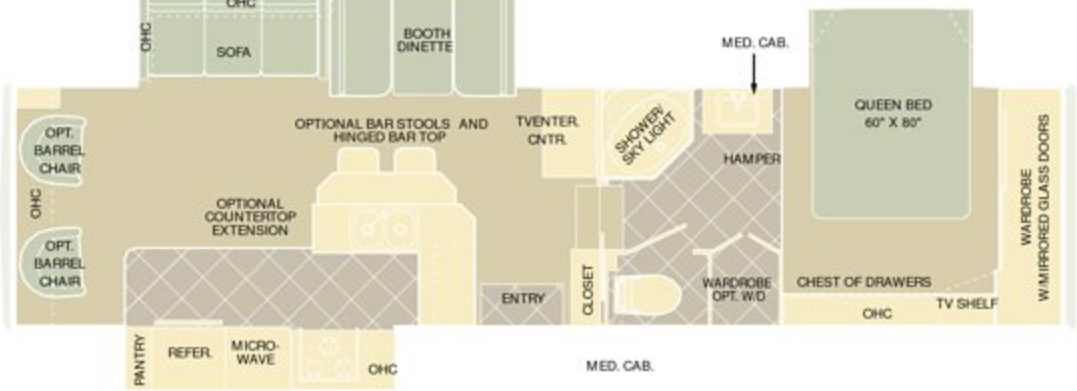 OHC
OHC
SOFA
BOOTH
DINETTE
MED. CAB.
QUEEN BED
60" X 80"
OPT.
BARREL
CHAIR
OPTIONAL BAR STOOLS AND
HINGED BAR TOP
TVENTER.
CNTR.
SHOWER/
SKY LIGHT
HAMPER
WARDROBE
W/MIRRORED GLASS DOORS
OHC
OPTIONAL
COUNTERTOP
EXTENSION
OPT.
BARREL
CHAIR
ENTRY
CLOSET
WARDROBE
OPT. W/D
CHEST OF DRAWERS
TV SHELF
OHC
PANTRY
REFER.
MICRO-
WAVE
OHC
MED. CAB.